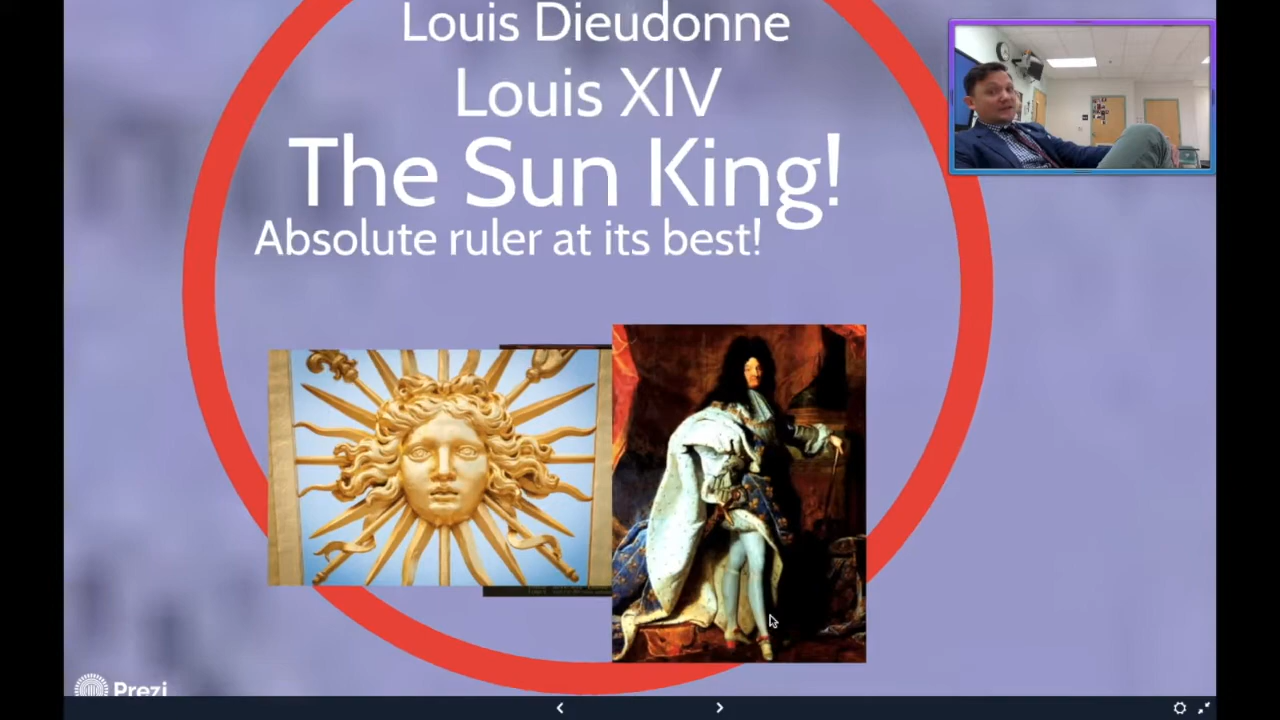 Louis Dieudonne
Louis XIV
The Sun King!
Absolute ruler at its best!
Prezi